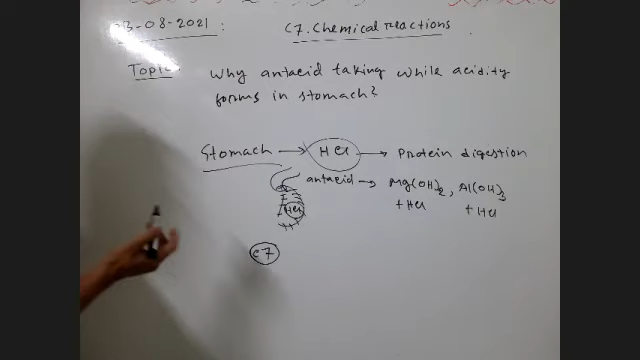 03-08-2021 : C7. Chemical Reactions
Topic Why antacid taking while acidity
forms in stomach?
Stomach → HCl → Protein digestion
antacid → Mg(OH)2, Al(OH)3
+ HCl + HCl
HCl
C7